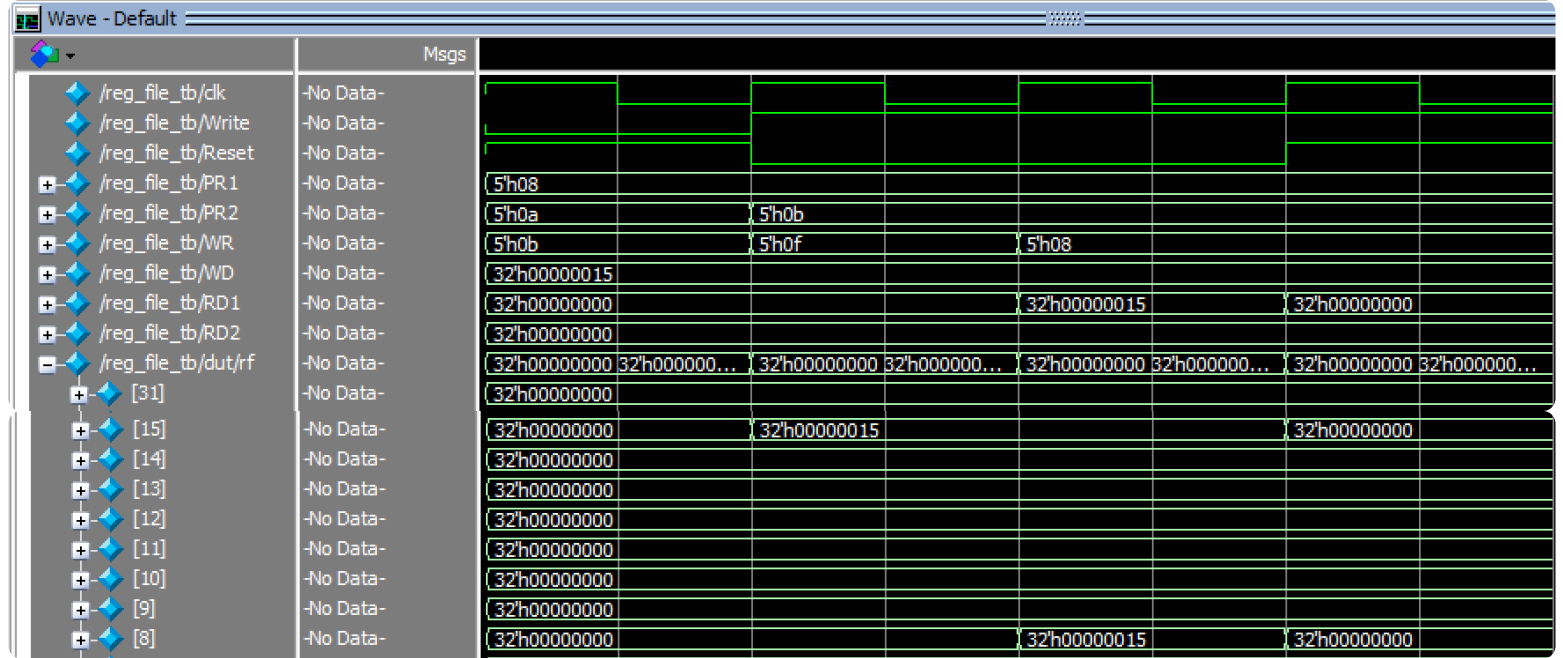 Wave - Default
Msgs
/reg_file_tb/clk -No Data-
/reg_file_tb/Write -No Data-
/reg_file_tb/Reset -No Data-
/reg_file_tb/PR1 -No Data- 5'h08
/reg_file_tb/PR2 -No Data- 5'h0a 5'h0b
/reg_file_tb/WR -No Data- 5'h0b 5'h0f 5'h08
/reg_file_tb/WD -No Data- 32'h00000015
/reg_file_tb/RD1 -No Data- 32'h00000000 32'h00000015 32'h00000000
/reg_file_tb/RD2 -No Data- 32'h00000000
/reg_file_tb/dut/rf -No Data- 32'h00000000 32'h000000... 32'h00000000 32'h000000... 32'h00000000 32'h000000... 32'h00000000 32'h000000...
[31] -No Data- 32'h00000000
[15] -No Data- 32'h00000000 32'h00000015 32'h00000000
[14] -No Data- 32'h00000000
[13] -No Data- 32'h00000000
[12] -No Data- 32'h00000000
[11] -No Data- 32'h00000000
[10] -No Data- 32'h00000000
[9] -No Data- 32'h00000000
[8] -No Data- 32'h00000000 32'h00000015 32'h00000000